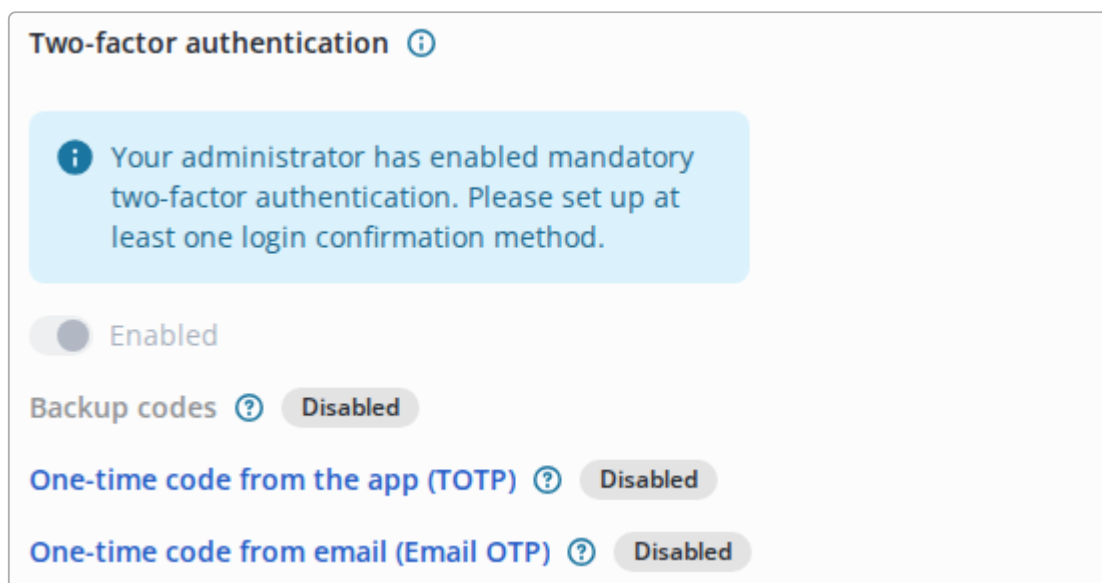 Two-factor authentication
Your administrator has enabled mandatory
two-factor authentication. Please set up at
least one login confirmation method.
Enabled
Backup codes ? Disabled
One-time code from the app (TOTP) ? Disabled
One-time code from email (Email OTP) ? Disabled